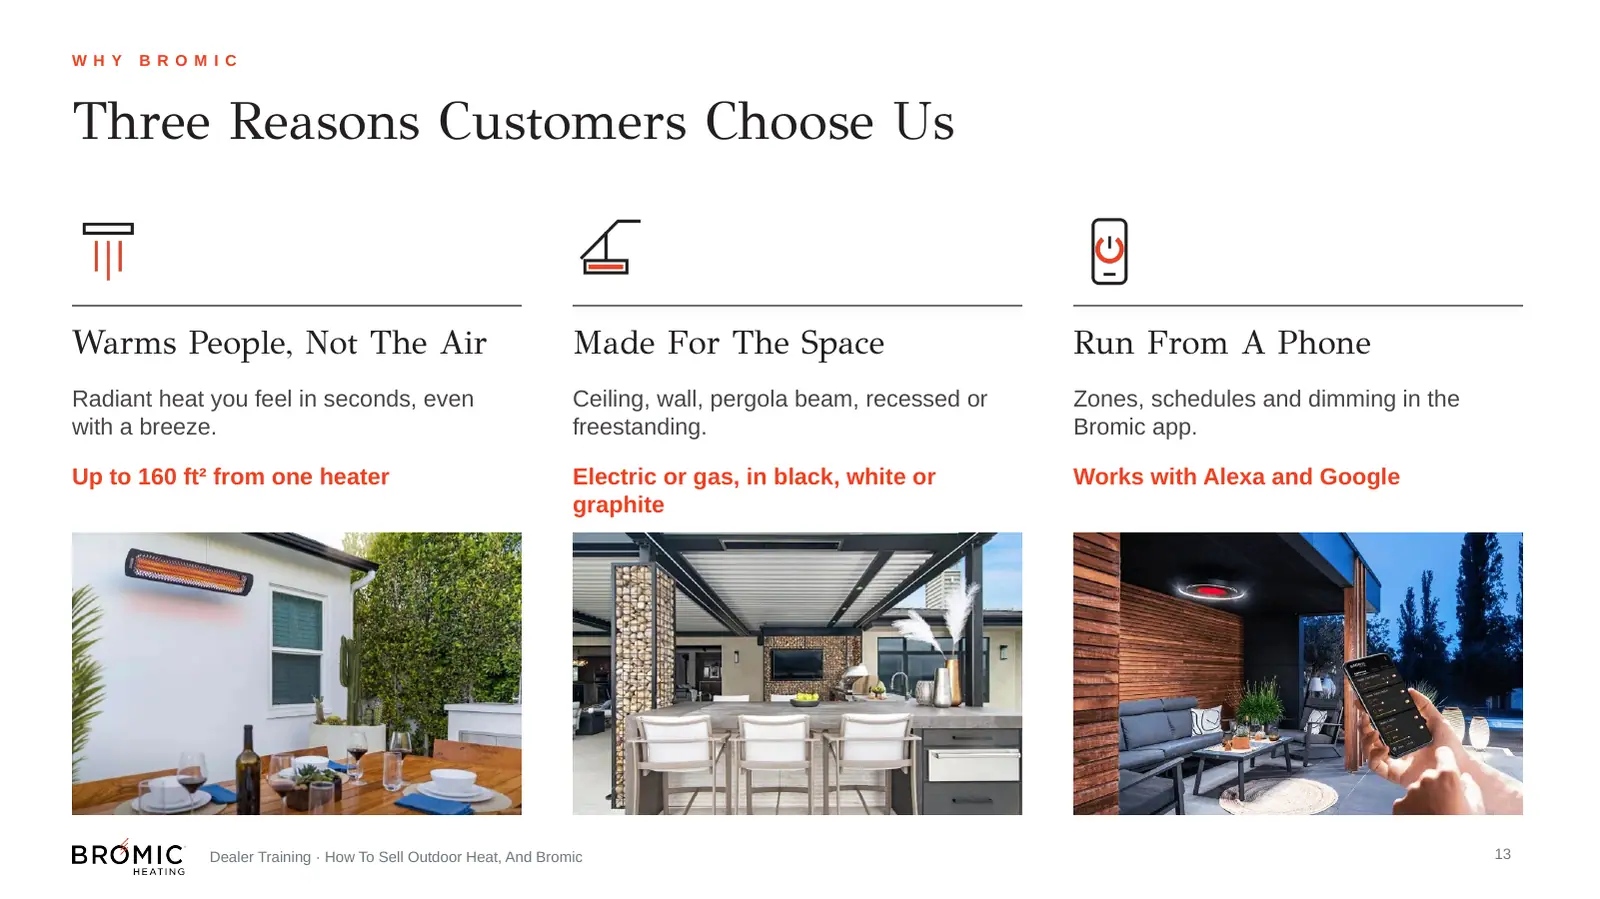 WHY BROMIC
Three Reasons Customers Choose Us
Warms People, Not The Air
Radiant heat you feel in seconds, even
with a breeze.
Up to 160 ft² from one heater
Made For The Space
Ceiling, wall, pergola beam, recessed or
freestanding.
Electric or gas, in black, white or
graphite
Run From A Phone
Zones, schedules and dimming in the
Bromic app.
Works with Alexa and Google
BROMIC
HEATING
Dealer Training · How To Sell Outdoor Heat, And Bromic
13